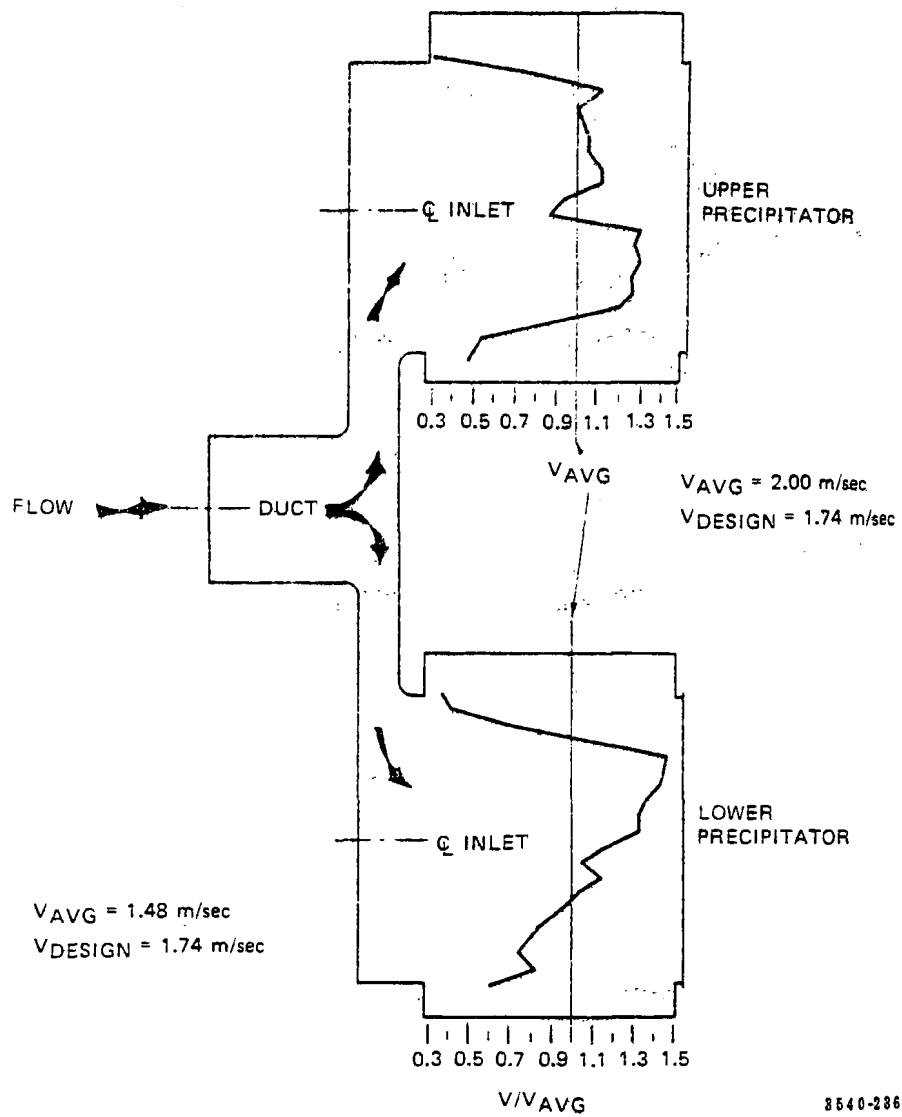 UPPER
PRECIPITATOR
℄ INLET
0.3 0.5 0.7 0.9 1.1 1.3 1.5
VAVG
VAVG = 2.00 m/sec
VDESIGN = 1.74 m/sec
FLOW
DUCT
LOWER
PRECIPITATOR
℄ INLET
VAVG = 1.48 m/sec
VDESIGN = 1.74 m/sec
0.3 0.5 0.7 0.9 1.1 1.3 1.5
V/VAVG
3540-286